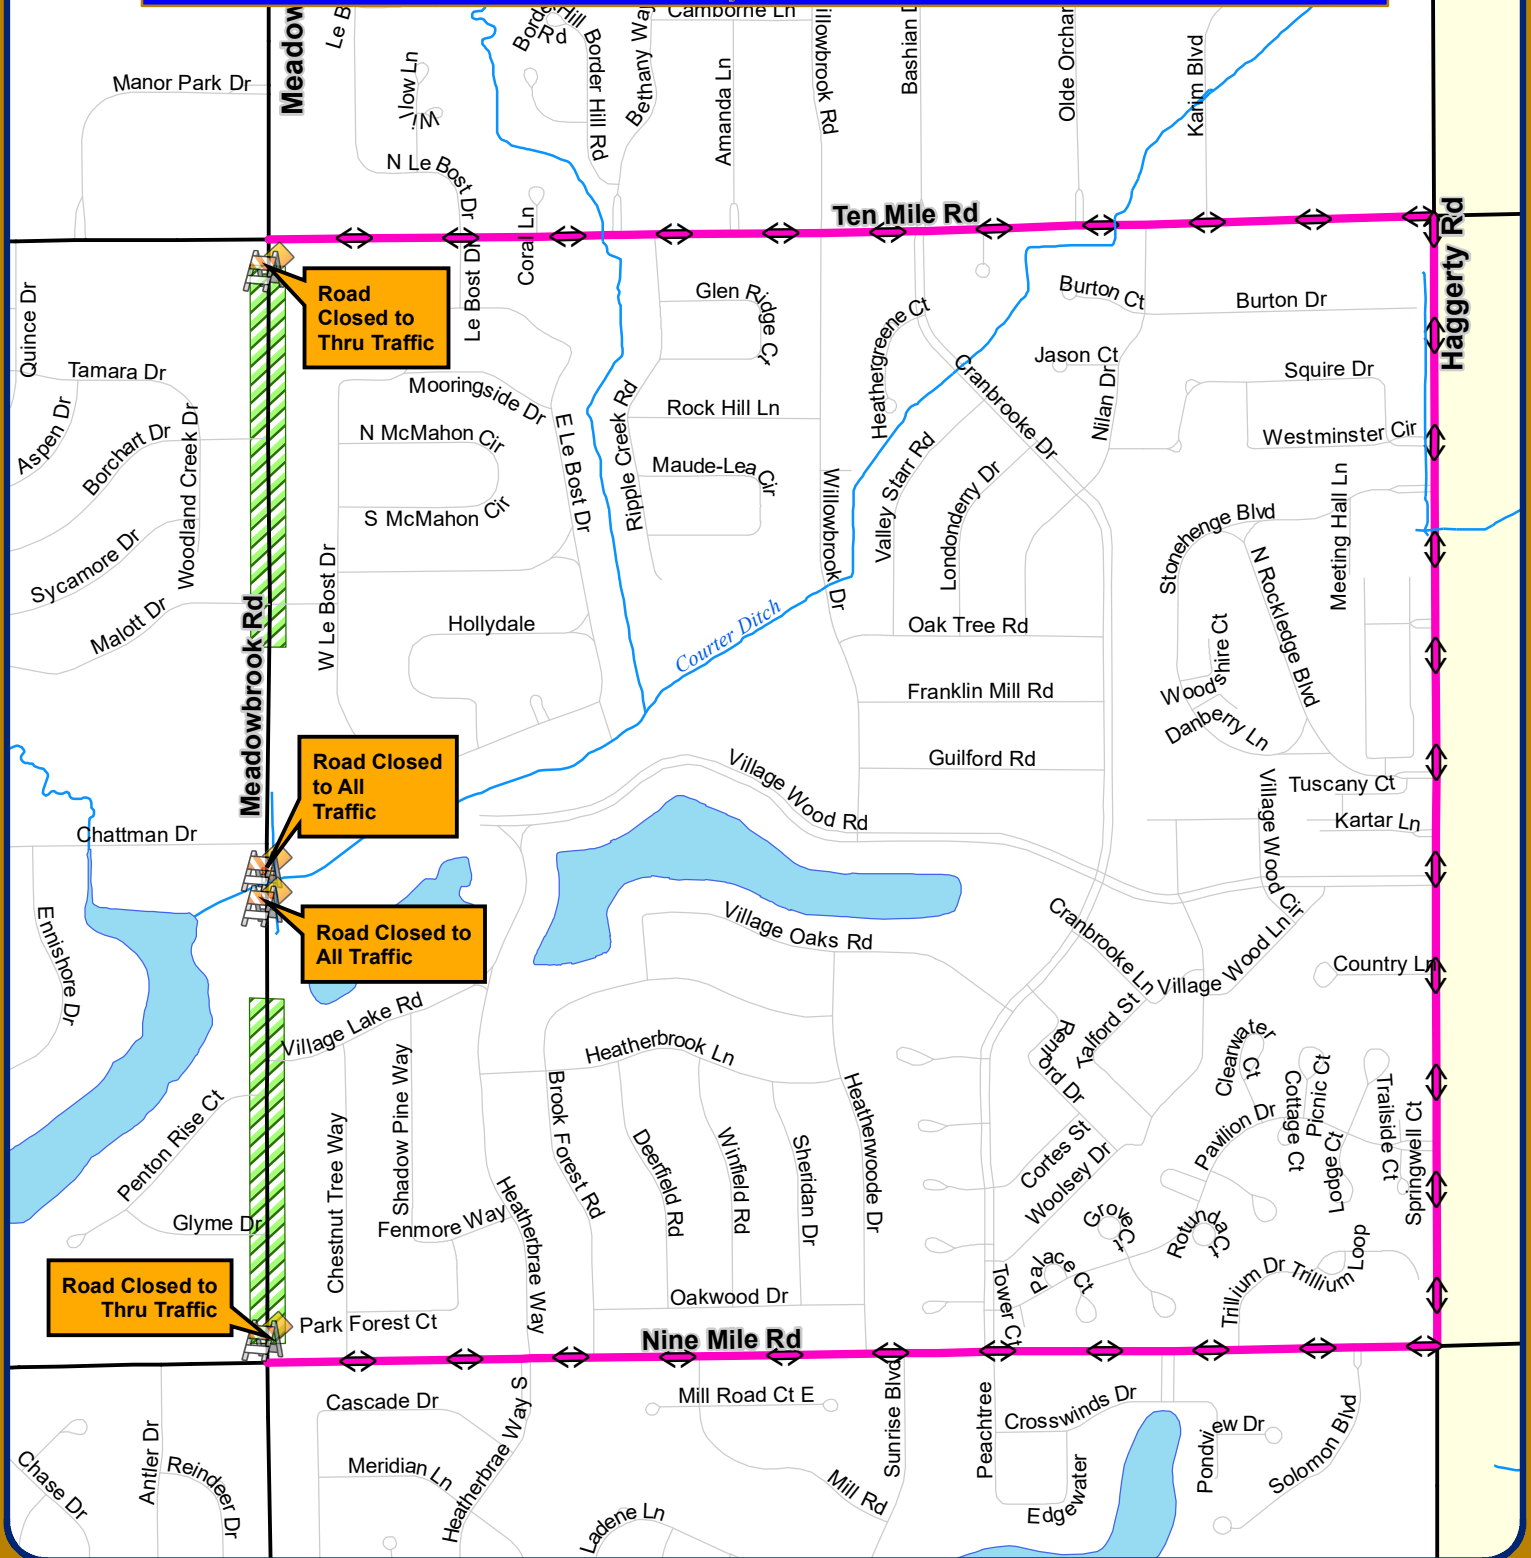 Meadow
Le B
Border Hill Rd
Border Hill Rd
Bethany Way
Camborne Ln
Amanda Ln
illowbrook Rd
Bashian D
Olde Orchar
Karim Blvd
Manor Park Dr
Willow Ln
N Le Bost Dr
Coral Ln
Le Bost Dr
Ten Mile Rd
Haggerty Rd
Road
Closed to
Thru Traffic
Quince Dr
Tamara Dr
Aspen Dr
Borchart Dr
Woodland Creek Dr
Sycamore Dr
Malott Dr
Meadowbrook Rd
W Le Bost Dr
Mooringside Dr
N McMahon Cir
S McMahon Cir
E Le Bost Dr
Hollydale
Ripple Creek Rd
Glen Ridge Ct
Rock Hill Ln
Maude-Lea Cir
Willowbrook Dr
Courter Ditch
Heathergreene Ct
Valley Starr Rd
Londonderry Dr
Cranbrooke Dr
Burton Ct
Burton Dr
Jason Ct
Nilan Dr
Squire Dr
Westminster Cir
Meeting Hall Ln
Stonehenge Blvd
N Rockledge Blvd
Woodshire Ct
Danberry Ln
Oak Tree Rd
Franklin Mill Rd
Guilford Rd
Tuscany Ct
Kartar Ln
Village Wood Rd
Village Wood Cir
Road Closed
to All
Traffic
Chattman Dr
Road Closed to
All Traffic
Ennishore Dr
Village Oaks Rd
Cranbrooke Ln
Village Wood Ln
Country Ln
Village Lake Rd
Talford St
Renford Dr
Clearwater Ct
Heatherbrook Ln
Shadow Pine Way
Chestnut Tree Way
Penton Rise Ct
Glyme Dr
Fenmore Way
Heatherbrae Way
Brook Forest Rd
Deerfield Rd
Winfield Rd
Sheridan Dr
Heatherwoode Dr
Cortes St
Woolsey Dr
Pavilion Dr
Cottage Ct
Picnic Ct
Lodge Ct
Trailside Ct
Springwell Ct
Grove Ct
Rotunda Ct
Palace Ct
Trillium Dr
Trillium Loop
Tower Ct
Oakwood Dr
Road Closed to
Thru Traffic
Park Forest Ct
Nine Mile Rd
Cascade Dr
Meridian Ln
Heatherbrae Way S
Mill Road Ct E
Mill Rd
Ladene Ln
Sunrise Blvd
Peachtree
Crosswinds Dr
Edgewater
Pondview Dr
Solomon Blvd
Chase Dr
Antler Dr
Reindeer Dr